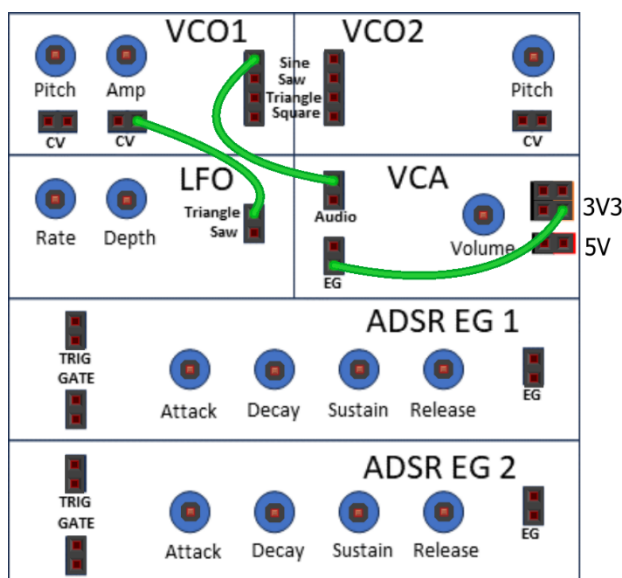 VCO1
Pitch
Amp
CV
CV
Sine
Saw
Triangle
Square
VCO2
Pitch
CV
LFO
Rate
Depth
Triangle
Saw
VCA
Audio
EG
Volume
3V3
5V
ADSR EG 1
TRIG
GATE
Attack
Decay
Sustain
Release
EG
ADSR EG 2
TRIG
GATE
Attack
Decay
Sustain
Release
EG